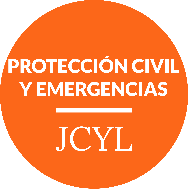 PROTECCIÓN CIVIL
Y EMERGENCIAS
JCYL